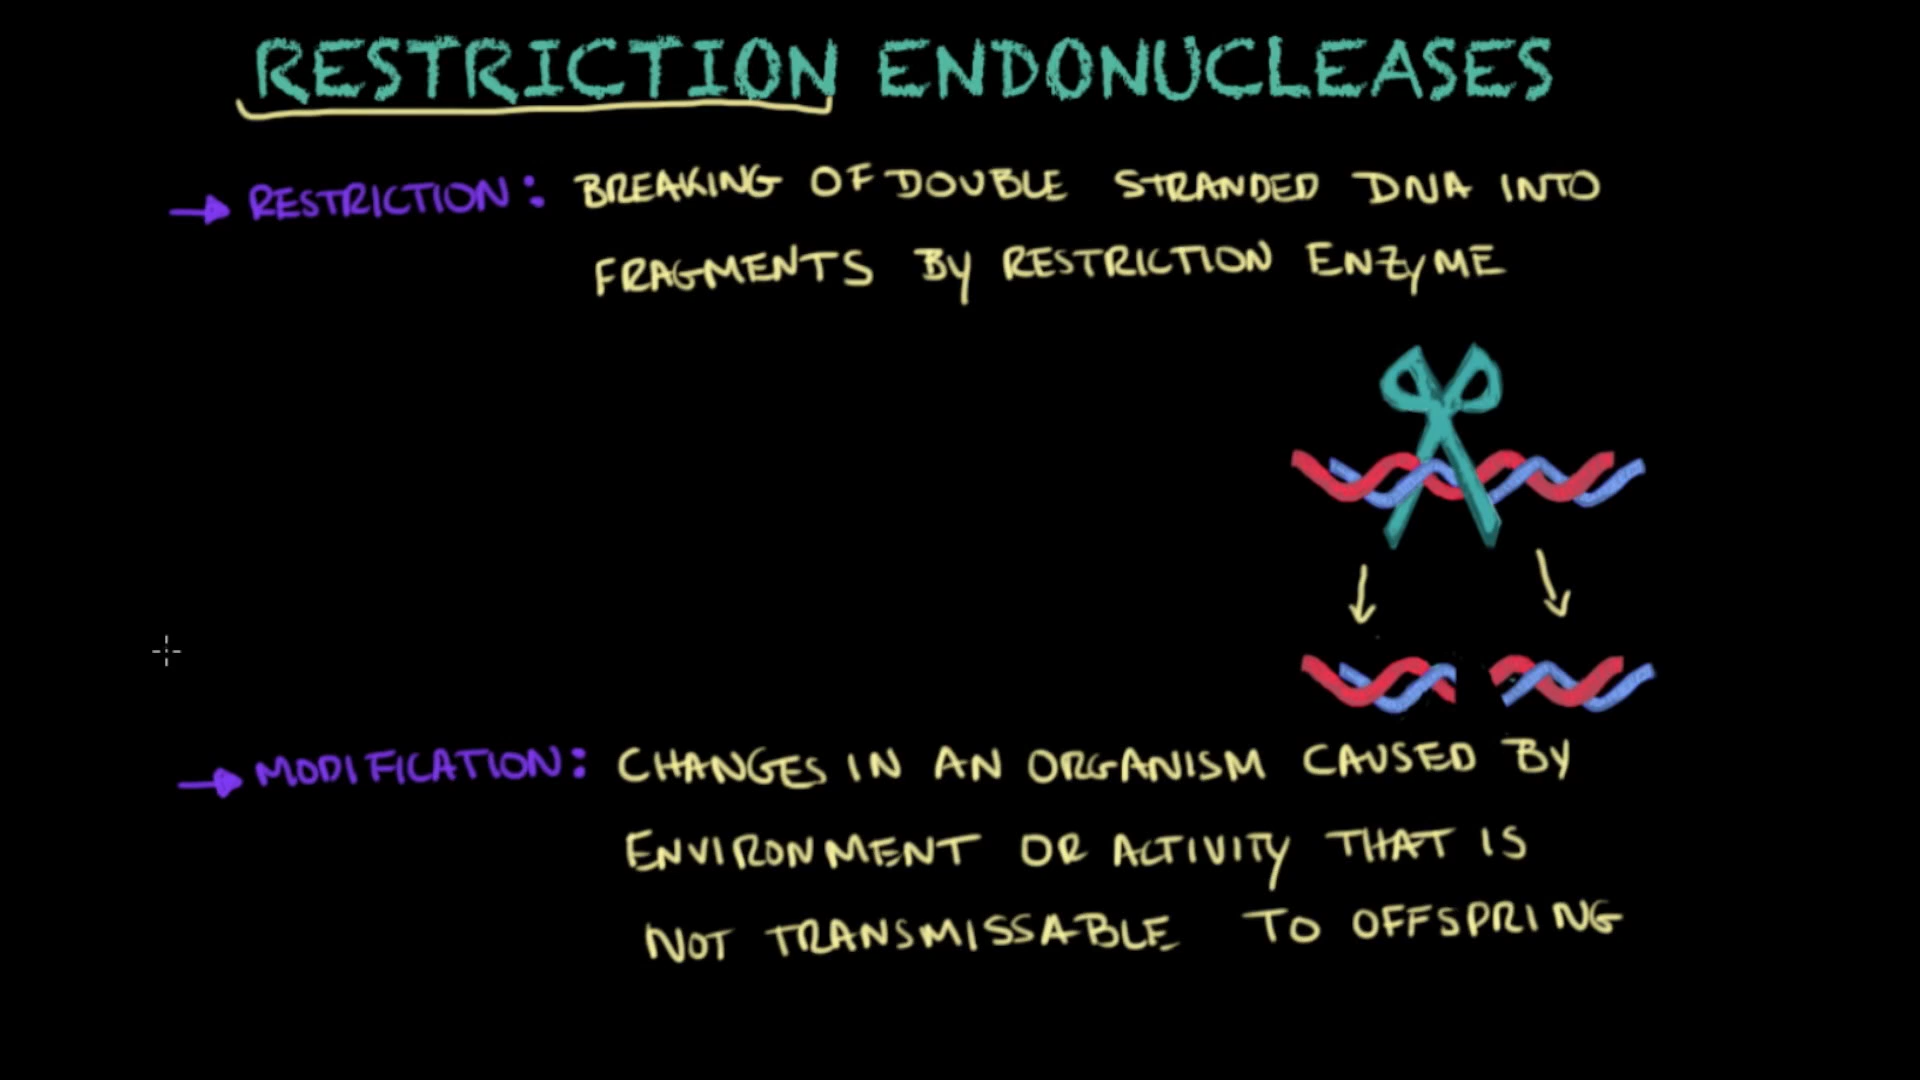 RESTRICTION ENDONUCLEASES
RESTRICTION: BREAKING OF DOUBLE STRANDED DNA INTO
FRAGMENTS BY RESTRICTION ENZYME
MODIFICATION: CHANGES IN AN ORGANISM CAUSED BY
ENVIRONMENT OR ACTIVITY THAT IS
NOT TRANSMISSABLE TO OFFSPRING